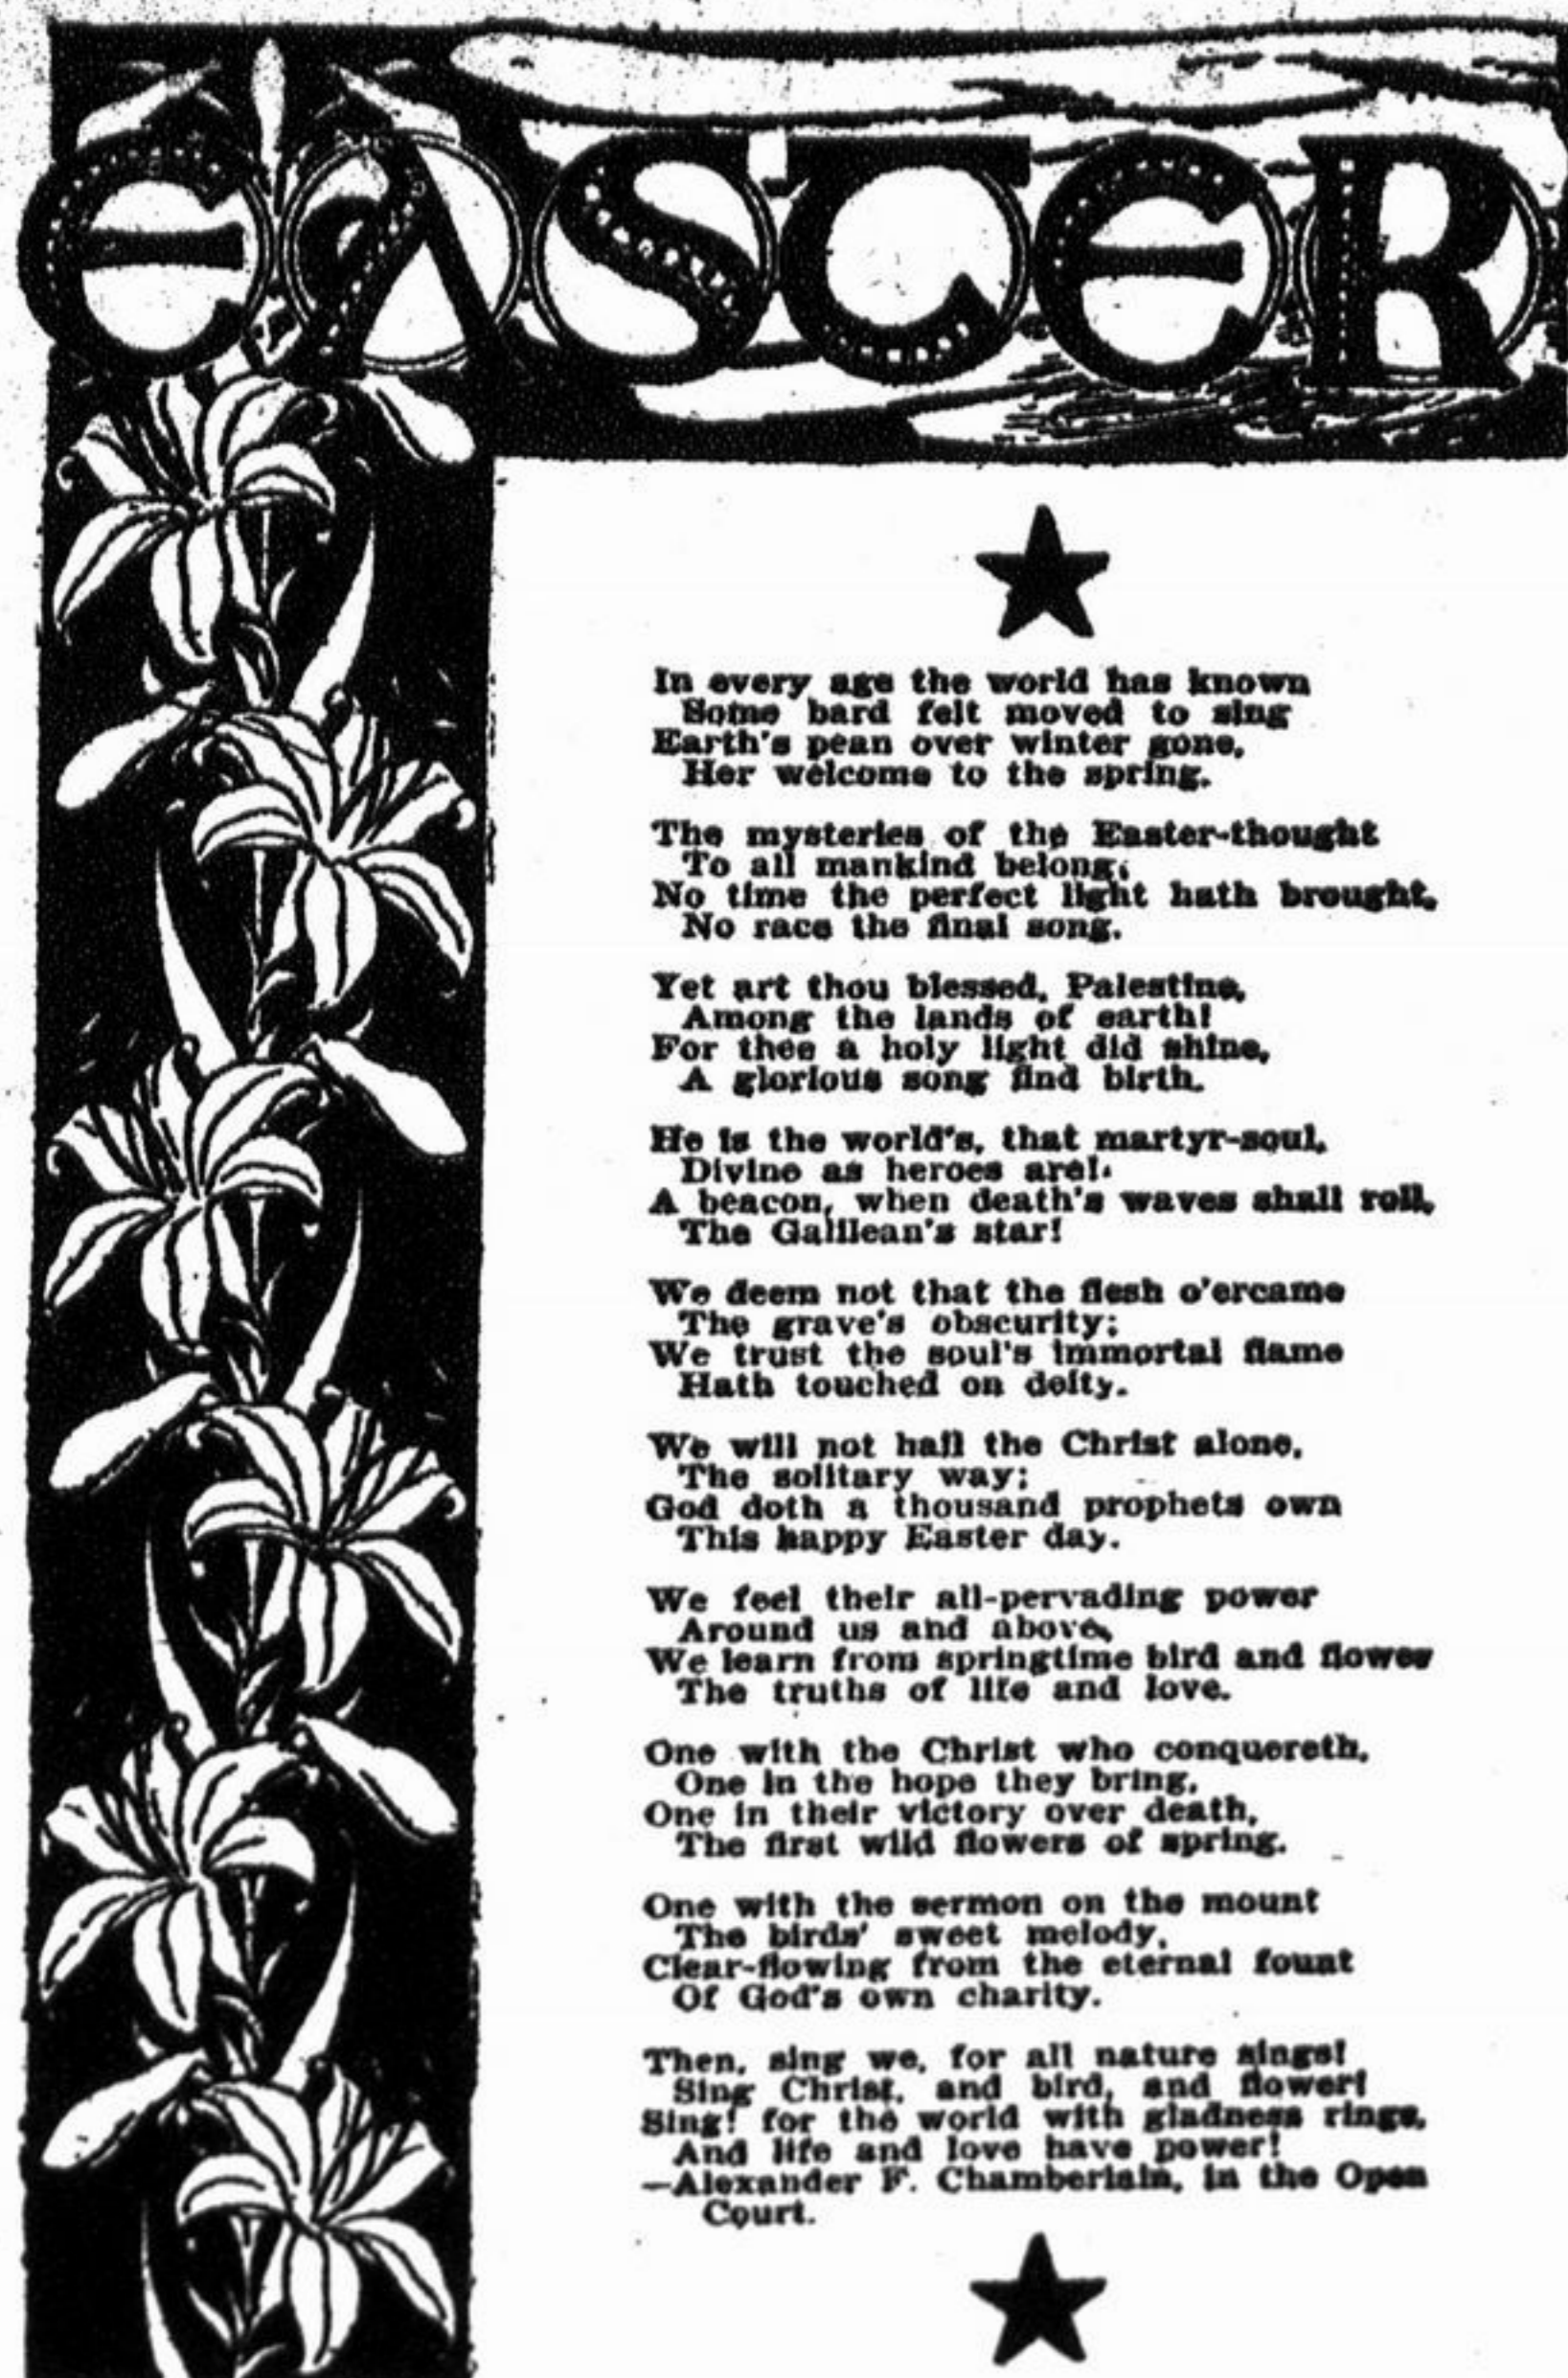 EASTER
In every age the world has known
Some bard felt moved to sing
Earth's pean over winter gone,
Her welcome to the spring.
The mysteries of the Easter-thought
To all mankind belong;
No time the perfect light hath brought,
No race the final song.
Yet art thou blessed, Palestine,
Among the lands of earth!
For thee a holy light did shine,
A glorious song find birth.
He is the world's, that martyr-soul,
Divine as heroes are!
A beacon, when death's waves shall roll,
The Galilean's star!
We deem not that the flesh o'ercame
The grave's obscurity;
We trust the soul's immortal flame
Hath touched on deity.
We will not hail the Christ alone,
The solitary way;
God doth a thousand prophets own
This happy Easter day.
We feel their all-pervading power
Around us and above,
We learn from springtime bird and flower
The truths of life and love.
One with the Christ who conquereth,
One in the hope they bring,
One in their victory over death,
The first wild flowers of spring.
One with the sermon on the mount
The birds' sweet melody,
Clear-flowing from the eternal fount
Of God's own charity.
Then, sing we, for all nature sings!
Sing Christ, and bird, and flower!
Sing! for the world with gladness rings,
And life and love have power!
—Alexander F. Chamberlain, in the Open
Court.